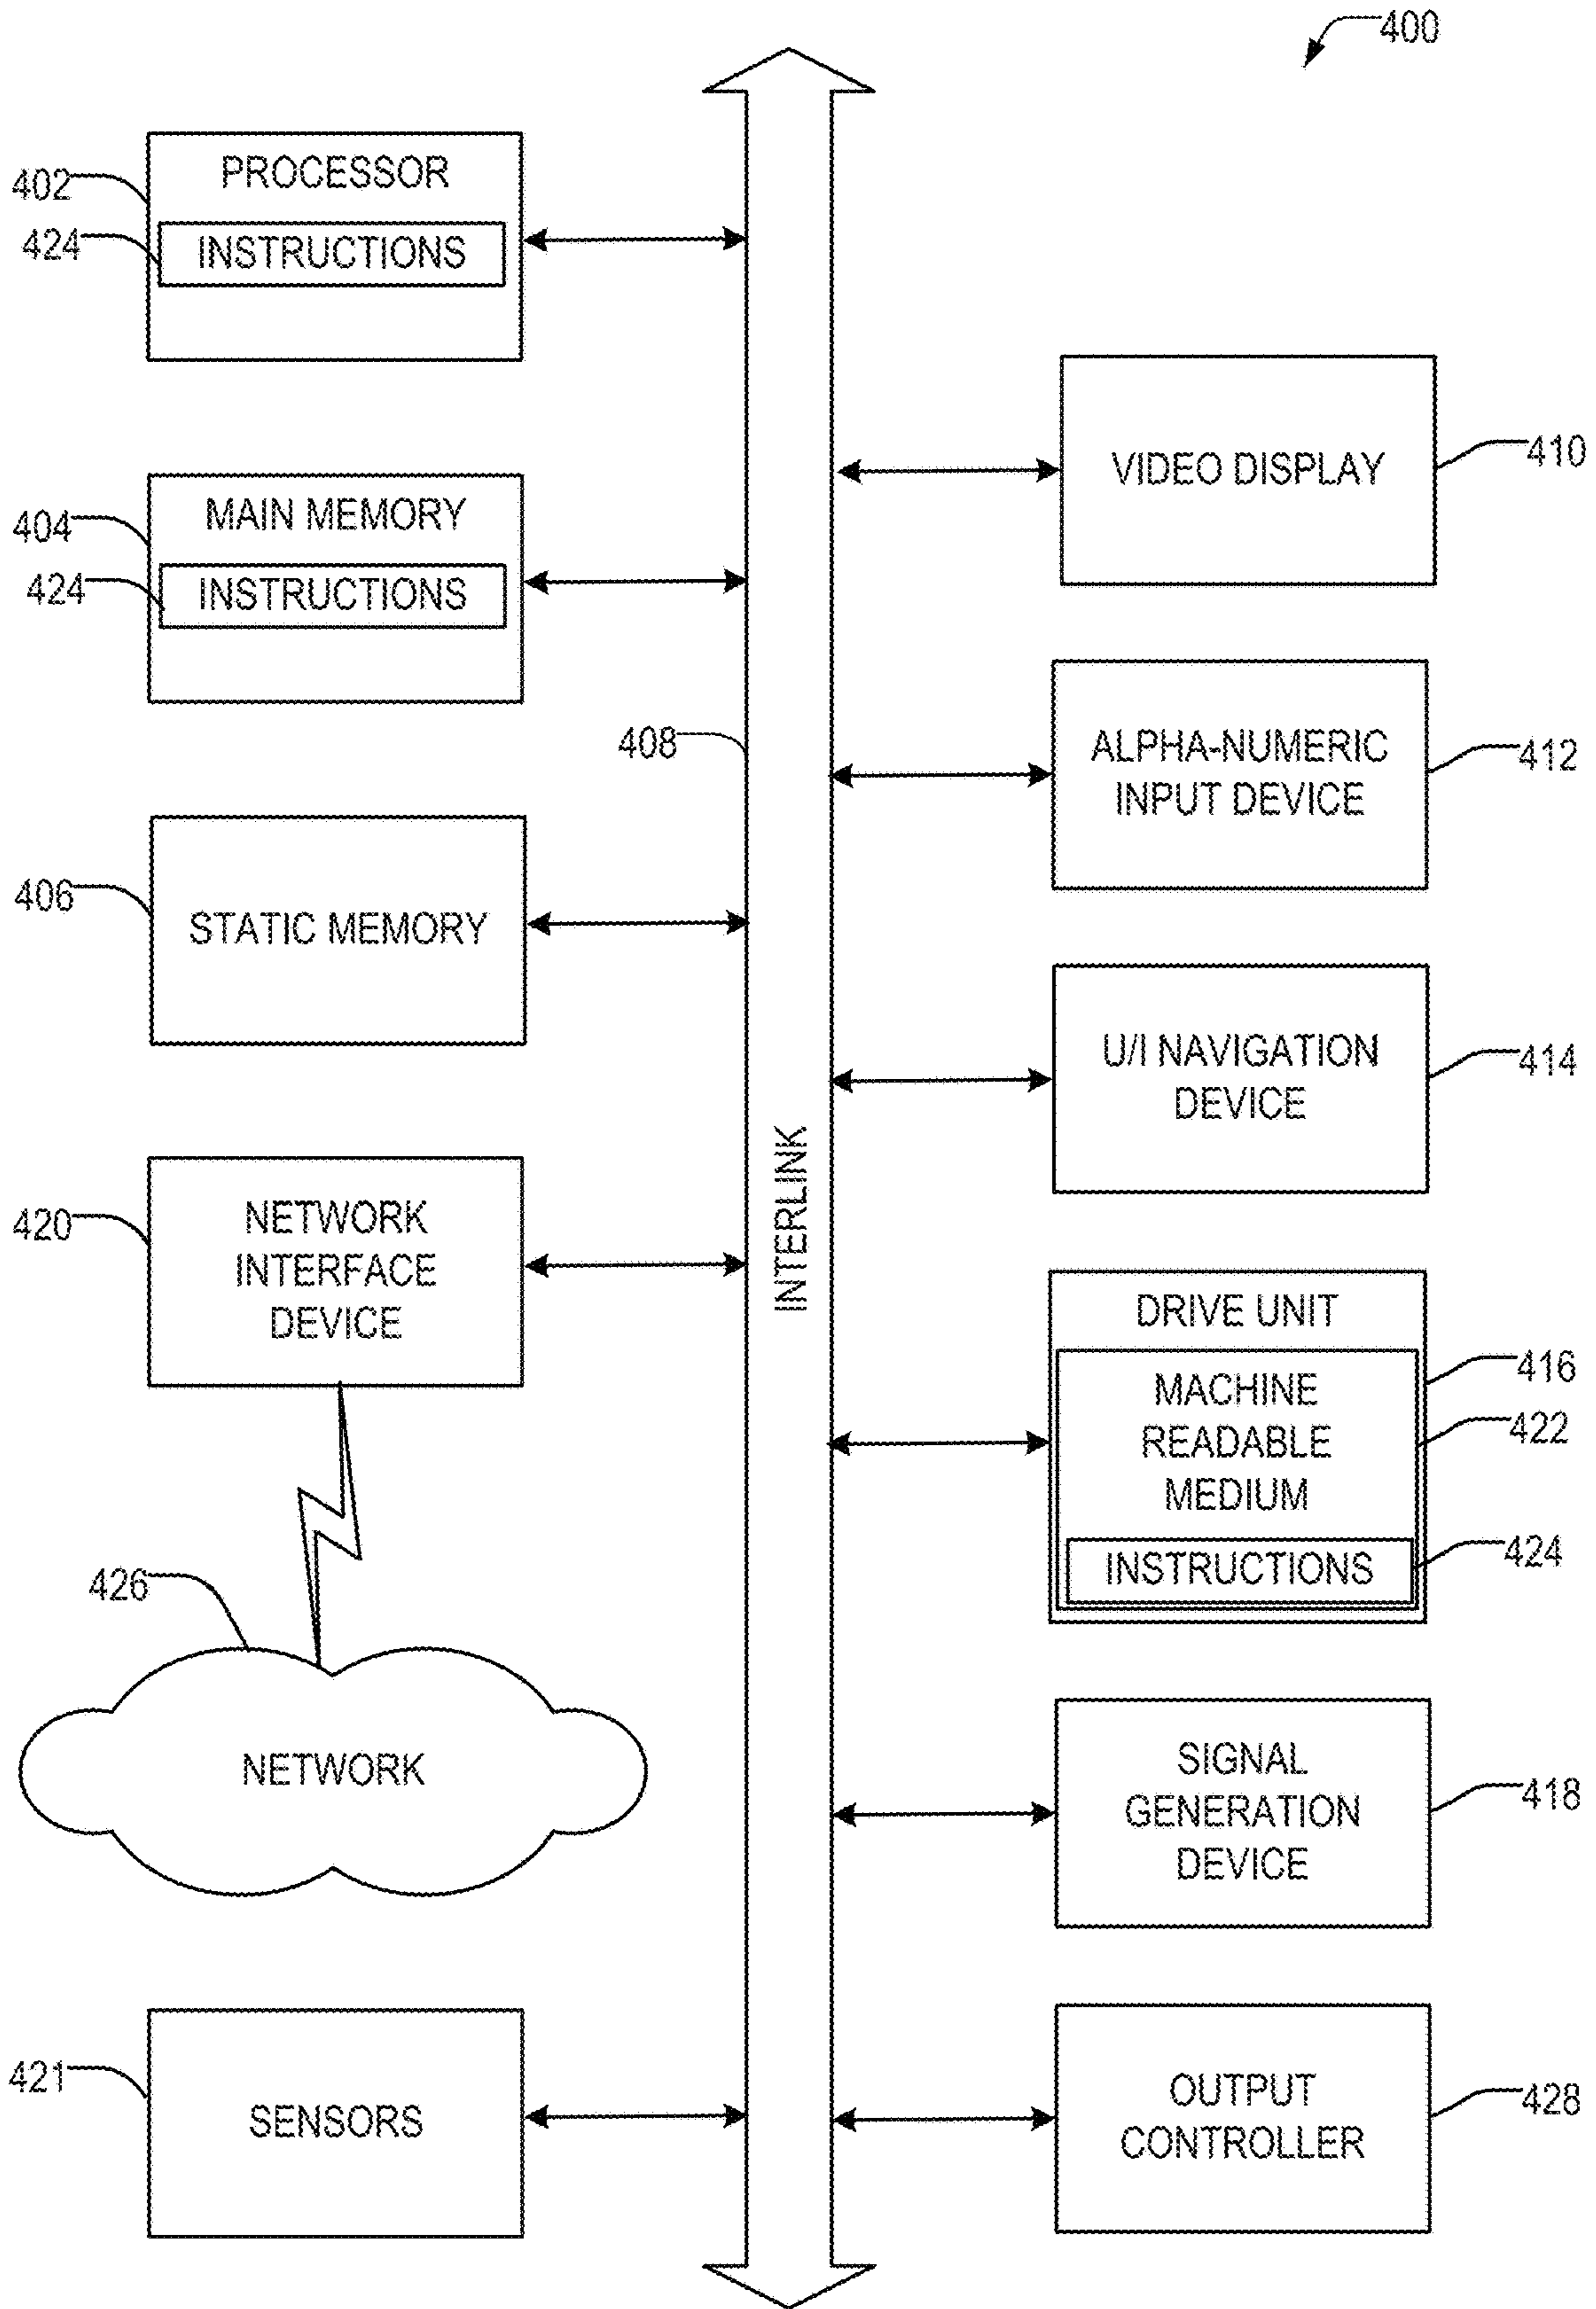 400
402
PROCESSOR
424
INSTRUCTIONS
404
MAIN MEMORY
424
INSTRUCTIONS
408
406
STATIC MEMORY
420
NETWORK
INTERFACE
DEVICE
426
NETWORK
421
SENSORS
INTERLINK
VIDEO DISPLAY
410
ALPHA-NUMERIC
INPUT DEVICE
412
U/I NAVIGATION
DEVICE
414
DRIVE UNIT
416
MACHINE
READABLE
MEDIUM
422
INSTRUCTIONS
424
SIGNAL
GENERATION
DEVICE
418
OUTPUT
CONTROLLER
428